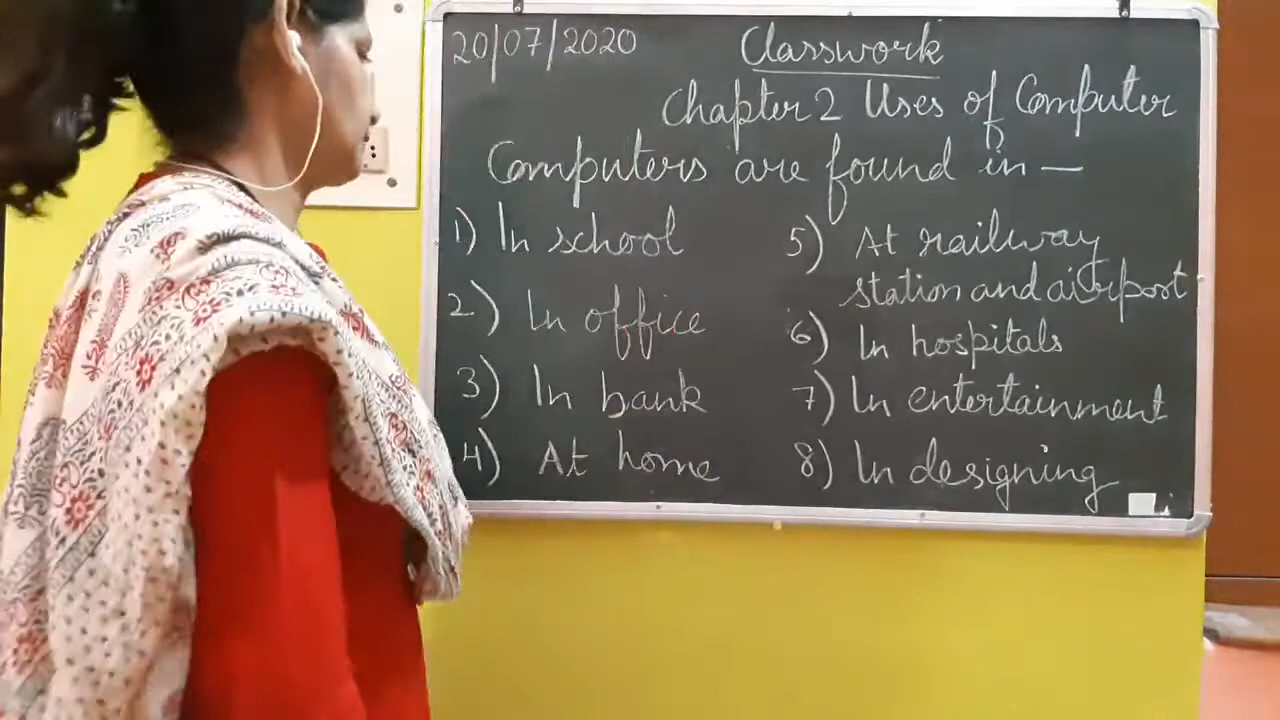 20/07/2020
Classwork
Chapter 2 Uses of Computer
Computers are found in —
1) In school
2) In office
3) In bank
4) At home
5) At railway
station and airport
6) In hospitals
7) In entertainment
8) In designing